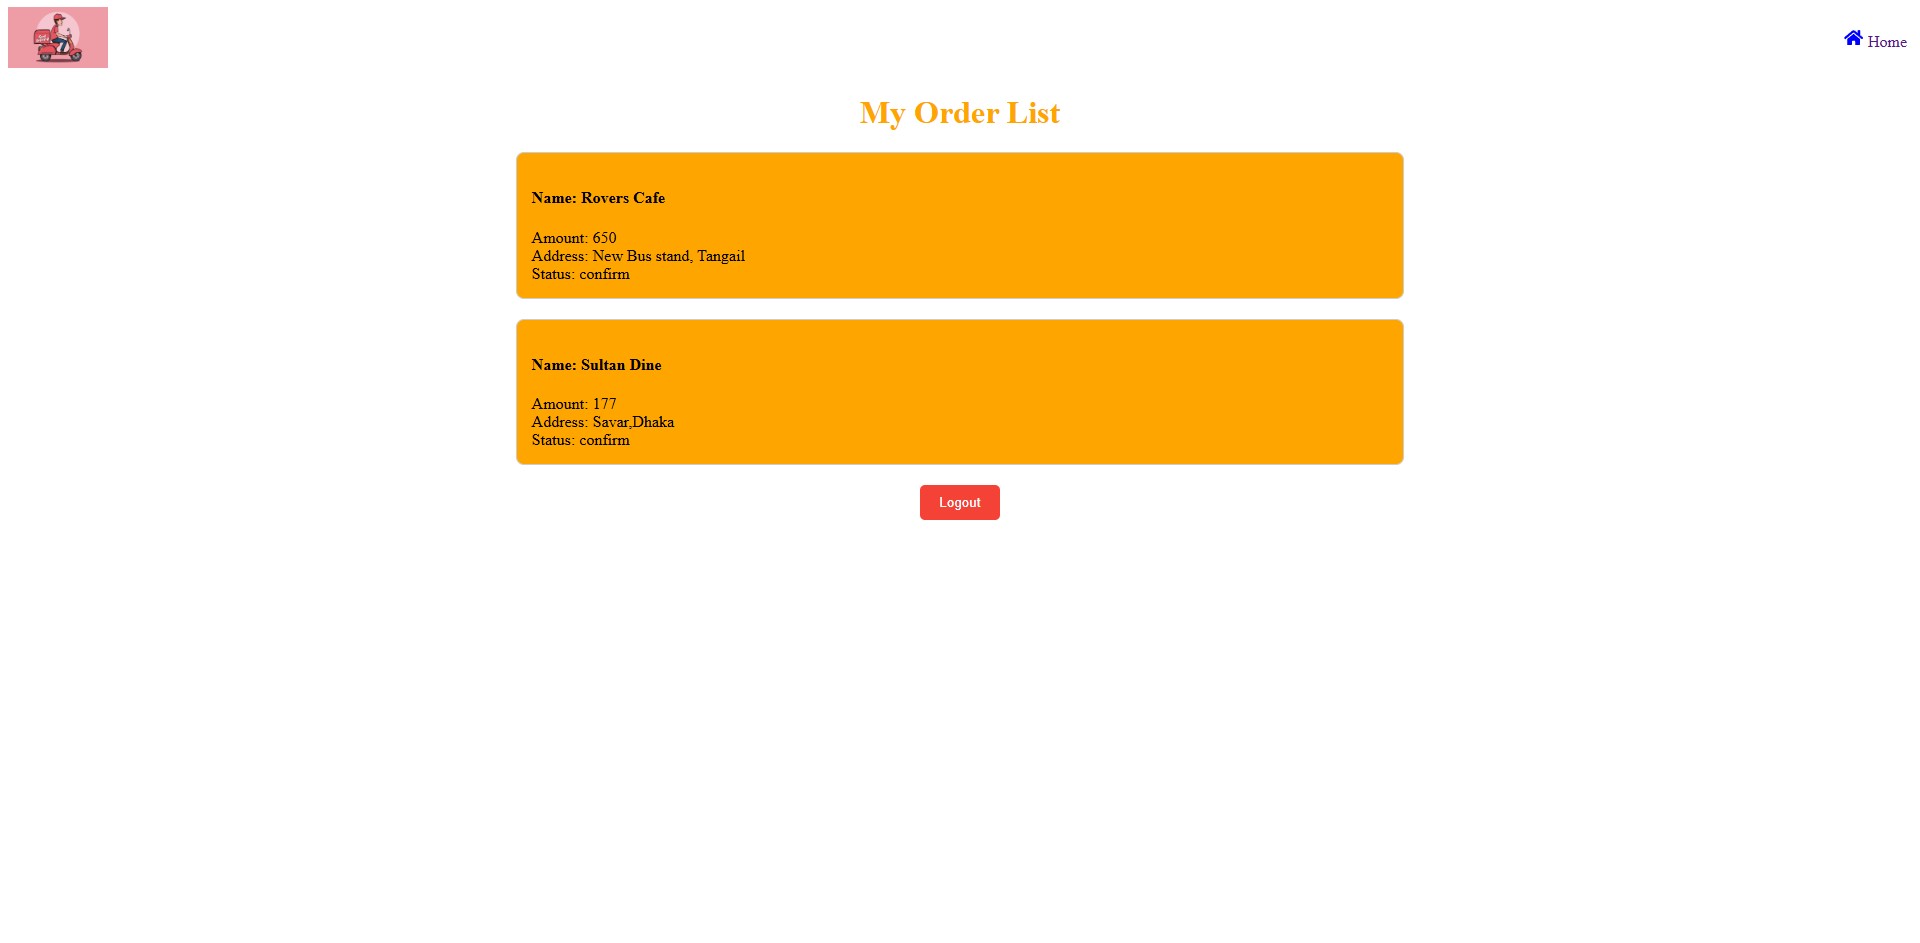 Home
My Order List
Name: Rovers Cafe
Amount: 650
Address: New Bus stand, Tangail
Status: confirm
Name: Sultan Dine
Amount: 177
Address: Savar,Dhaka
Status: confirm
Logout